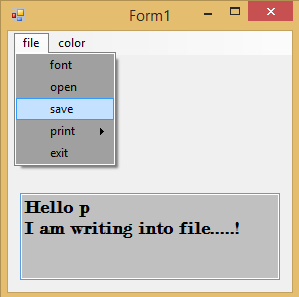 Form1
file color
font
open
save
print
exit
Hello p
I am writing into file.....!